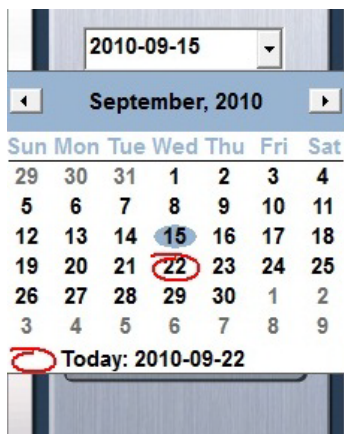 2010-09-15
September, 2010
Sun Mon Tue Wed Thu Fri Sat
29 30 31 1 2 3 4
5 6 7 8 9 10 11
12 13 14 15 16 17 18
19 20 21 22 23 24 25
26 27 28 29 30 1 2
3 4 5 6 7 8 9
Today: 2010-09-22